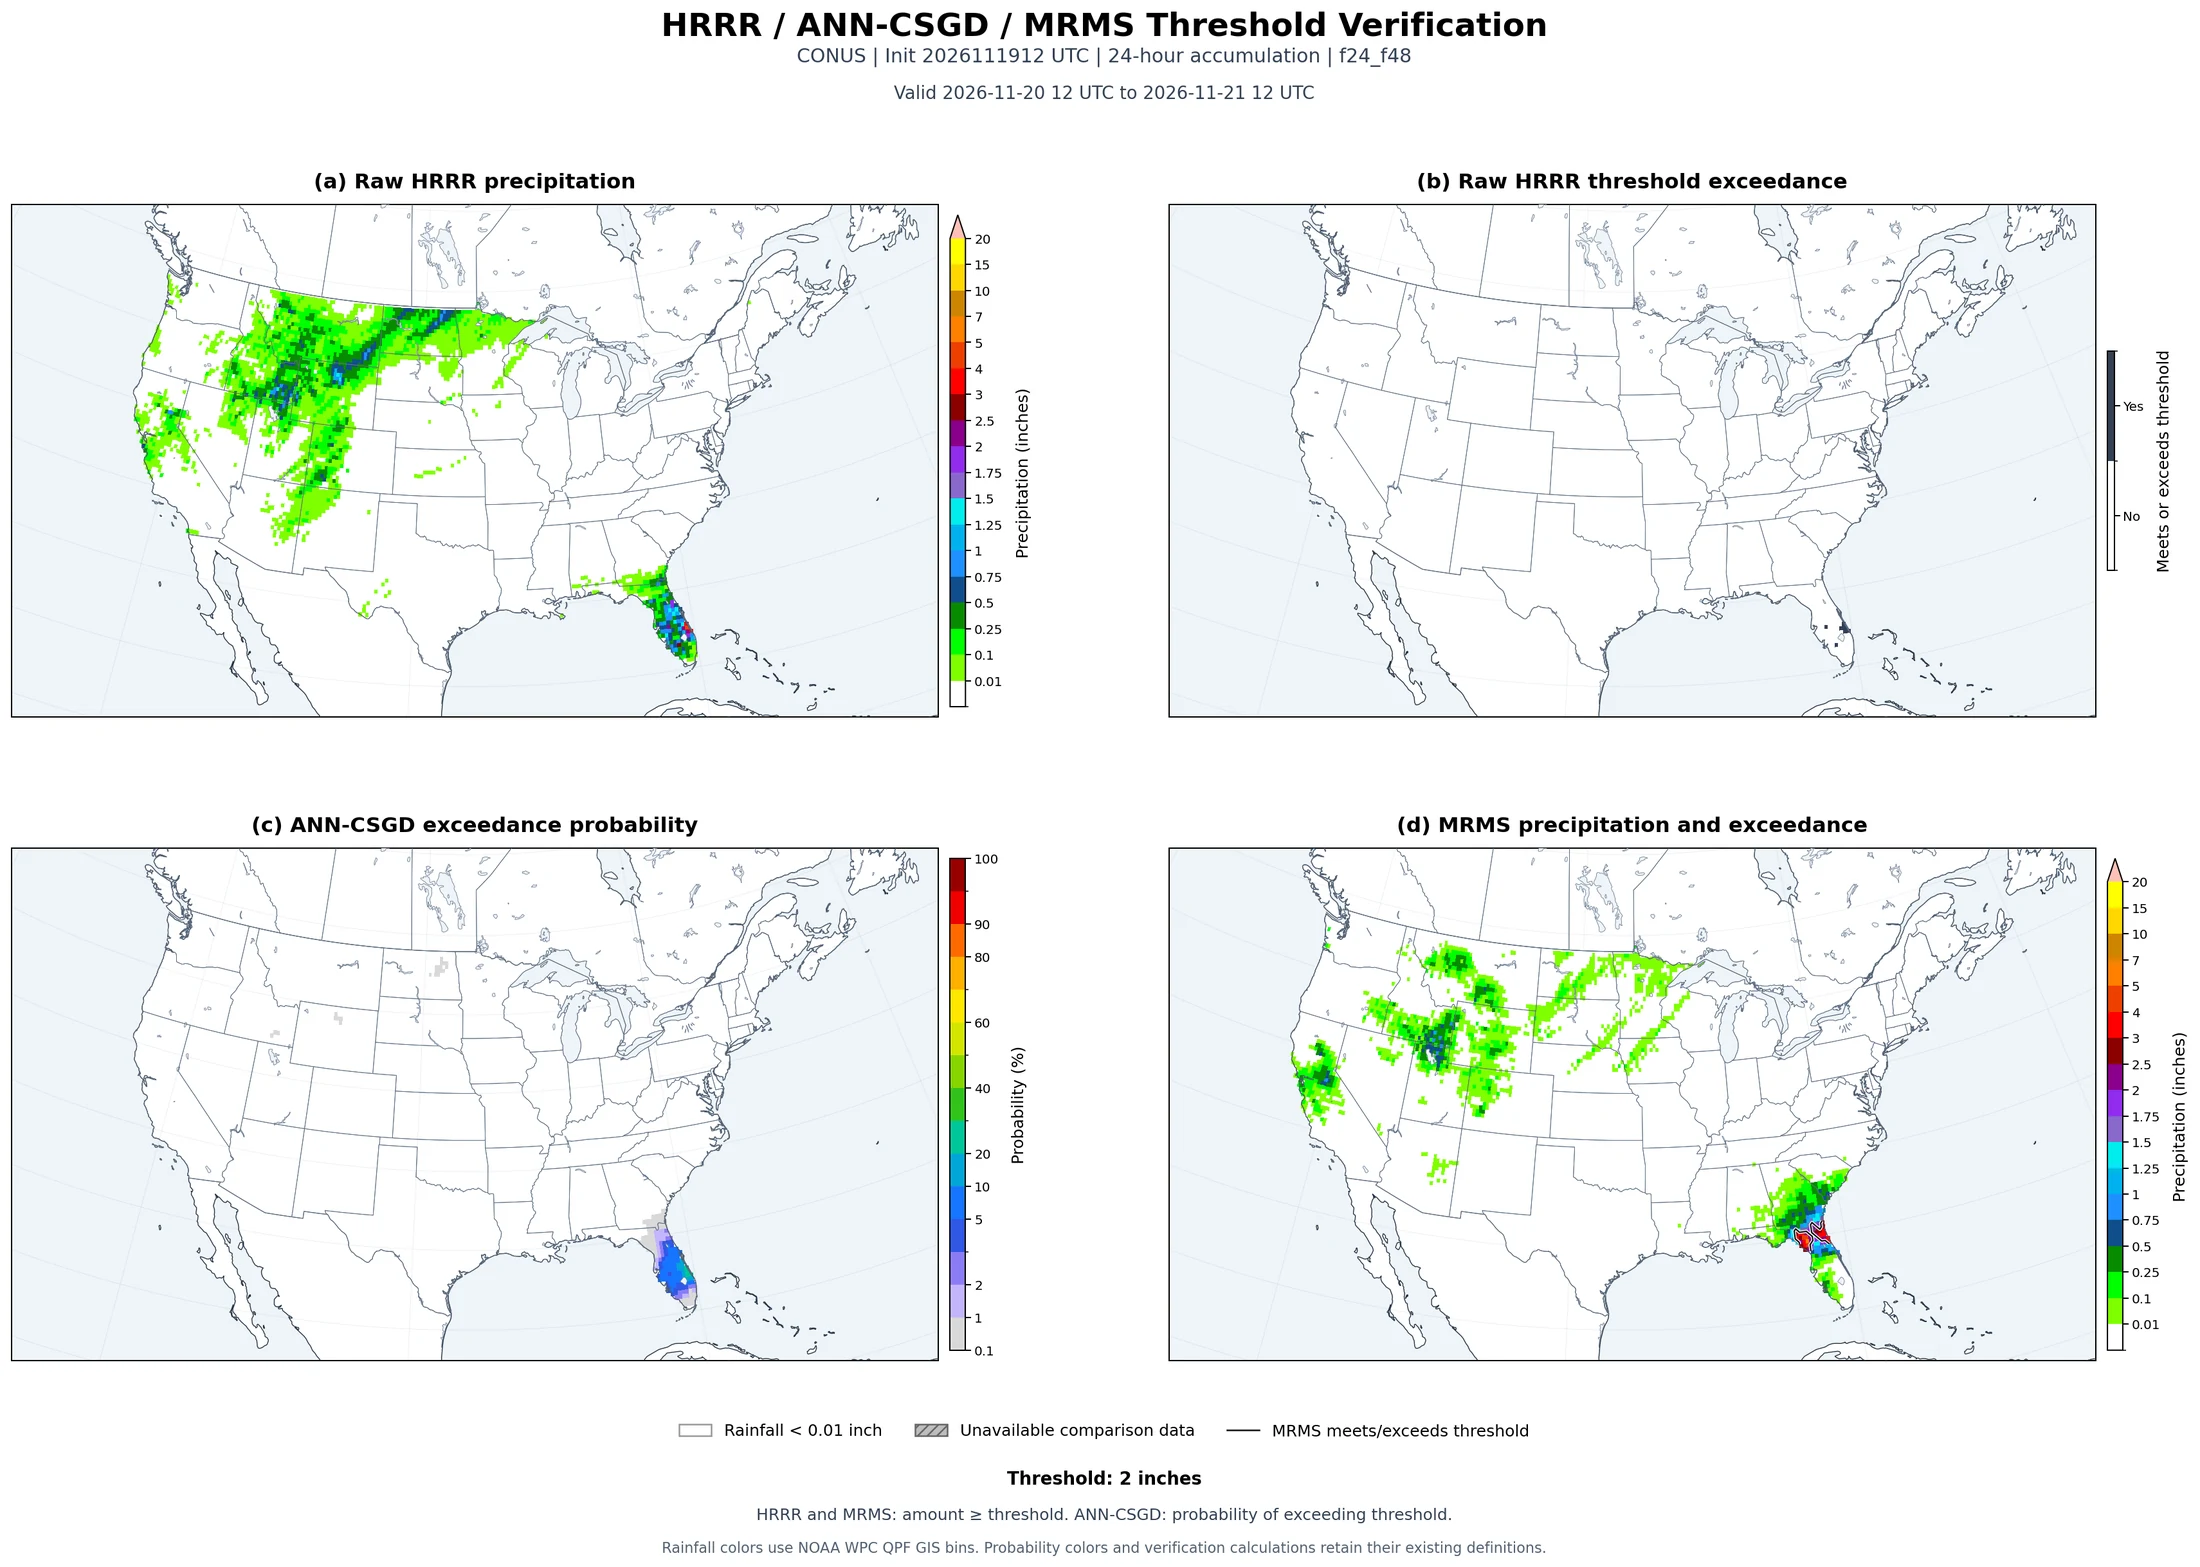 HRRR / ANN-CSGD / MRMS Threshold Verification
CONUS | Init 2026111912 UTC | 24-hour accumulation | f24_f48
Valid 2026-11-20 12 UTC to 2026-11-21 12 UTC
(a) Raw HRRR precipitation
20
15
10
7
5
4
3
2.5
2
1.75
1.5
1.25
1
0.75
0.5
0.25
0.1
0.01
Precipitation (inches)
(b) Raw HRRR threshold exceedance
Yes
No
Meets or exceeds threshold
(c) ANN-CSGD exceedance probability
100
90
80
60
40
20
10
5
2
1
0.1
Probability (%)
(d) MRMS precipitation and exceedance
20
15
10
7
5
4
3
2.5
2
1.75
1.5
1.25
1
0.75
0.5
0.25
0.1
0.01
Precipitation (inches)
Rainfall < 0.01 inch
Unavailable comparison data
MRMS meets/exceeds threshold
Threshold: 2 inches
HRRR and MRMS: amount ≥ threshold. ANN-CSGD: probability of exceeding threshold.
Rainfall colors use NOAA WPC QPF GIS bins. Probability colors and verification calculations retain their existing definitions.